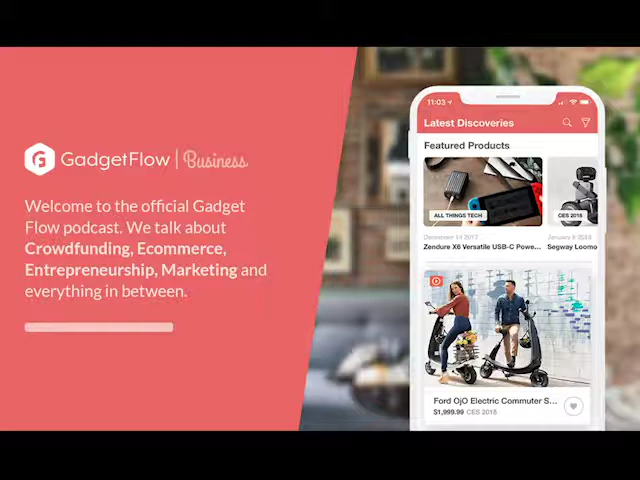 GadgetFlow | Business
Welcome to the official Gadget
Flow podcast. We talk about
Crowdfunding, Ecommerce,
Entrepreneurship, Marketing and
everything in between.
11:03
Latest Discoveries
Featured Products
ALL THINGS TECH
CES 2018
December 14 2017
January 8 2018
Zendure X6 Versatile USB-C Powe...
Segway Loomo
Ford OjO Electric Commuter S...
$1,999.99 CES 2018